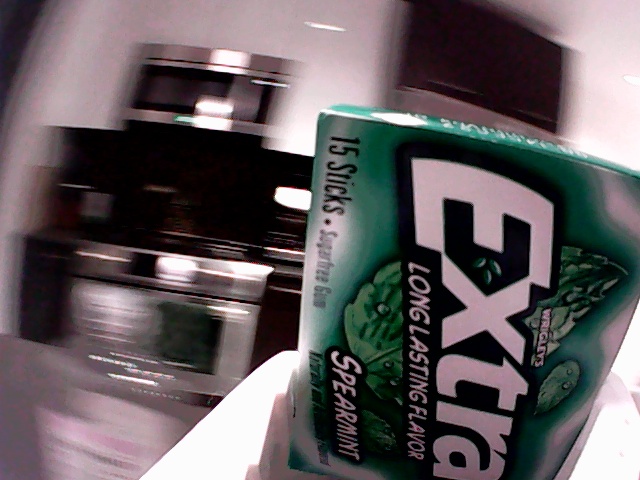 15 Sticks • Sugarfree Gum
WRIGLEY'S
Extra
LONG LASTING FLAVOR
SPEARMINT